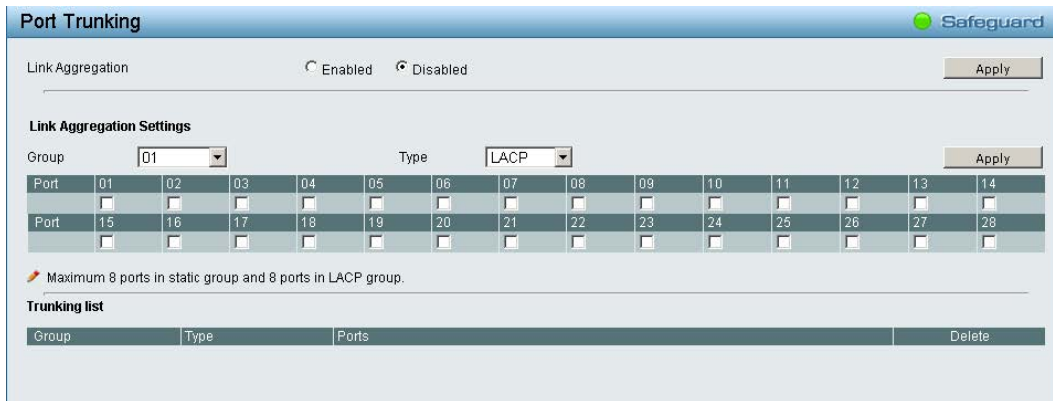 Port Trunking Safeguard
Link Aggregation Enabled Disabled Apply
Link Aggregation Settings
Group 01 Type LACP Apply
Port 01 02 03 04 05 06 07 08 09 10 11 12 13 14
Port 15 16 17 18 19 20 21 22 23 24 25 26 27 28
Maximum 8 ports in static group and 8 ports in LACP group.
Trunking list
Group Type Ports Delete